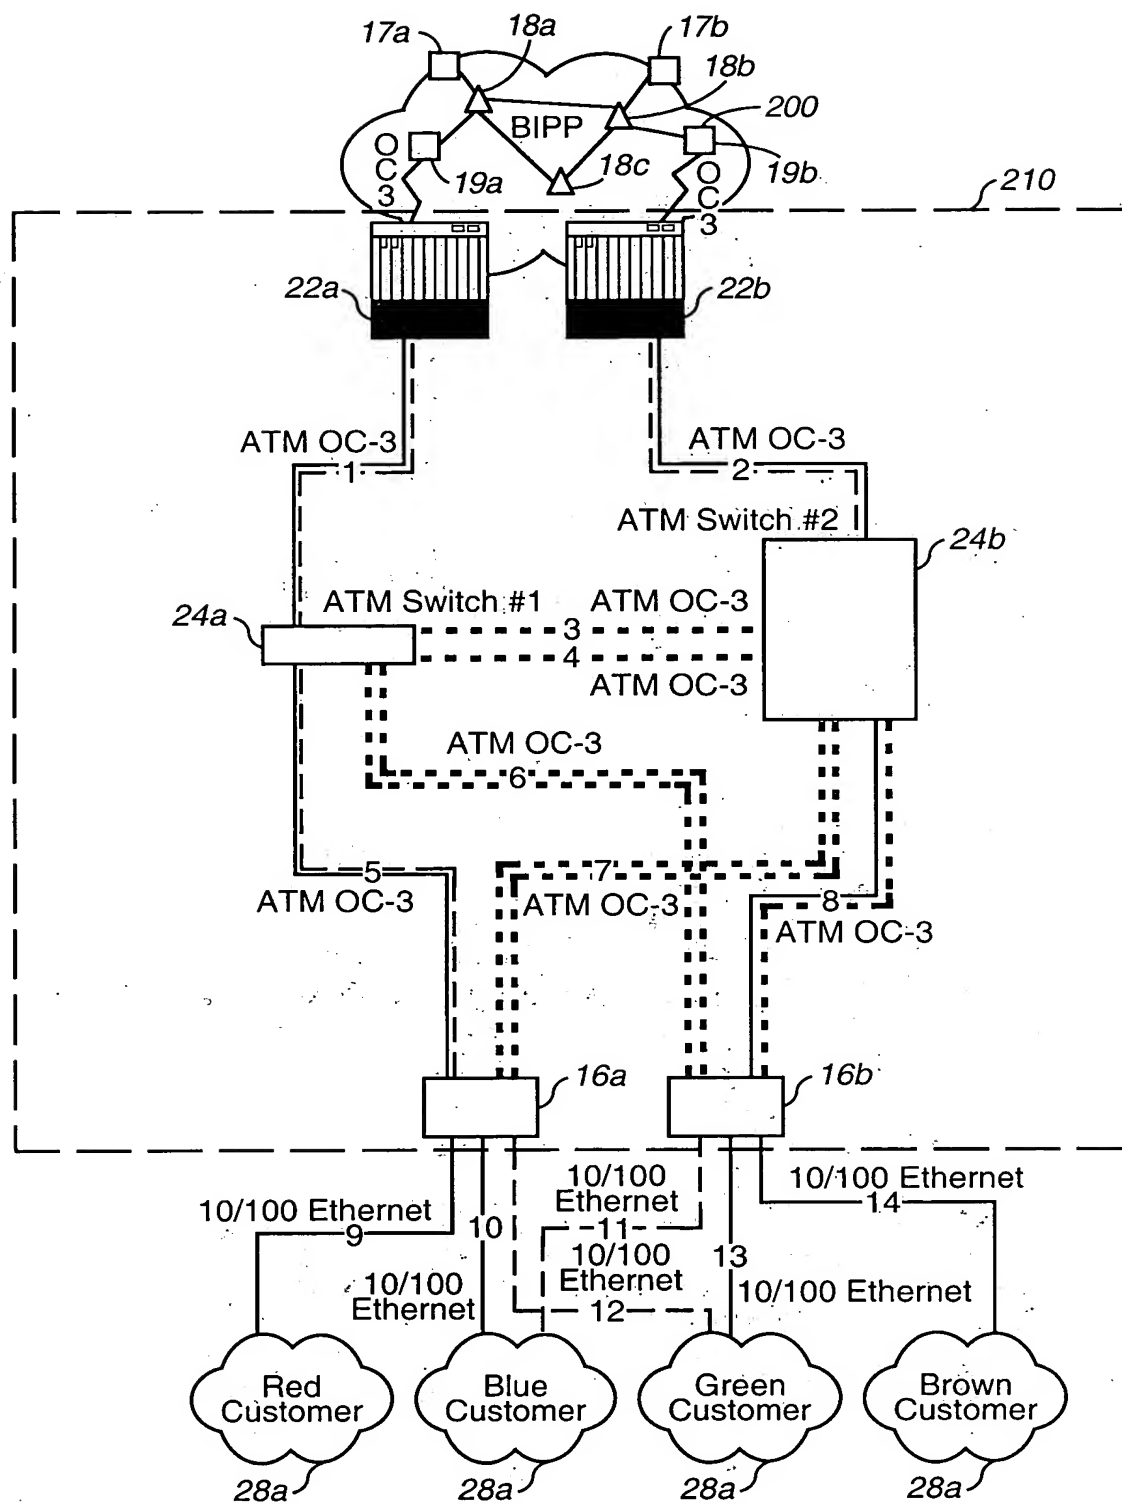 17a
18a
17b
18b
BIPP
200
OC3
19a
18c
19b
OC3
210
22a
22b
ATM OC-3
1
ATM OC-3
2
ATM Switch #2
24b
24a
ATM Switch #1
ATM OC-3
3
4
ATM OC-3
ATM OC-3
6
5
ATM OC-3
7
ATM OC-3
8
ATM OC-3
16a
16b
10/100 Ethernet
9
10
10/100
Ethernet
11
10/100 Ethernet
14
10/100
Ethernet
10/100
Ethernet
12
13
10/100 Ethernet
Red
Customer
Blue
Customer
Green
Customer
Brown
Customer
28a
28a
28a
28a